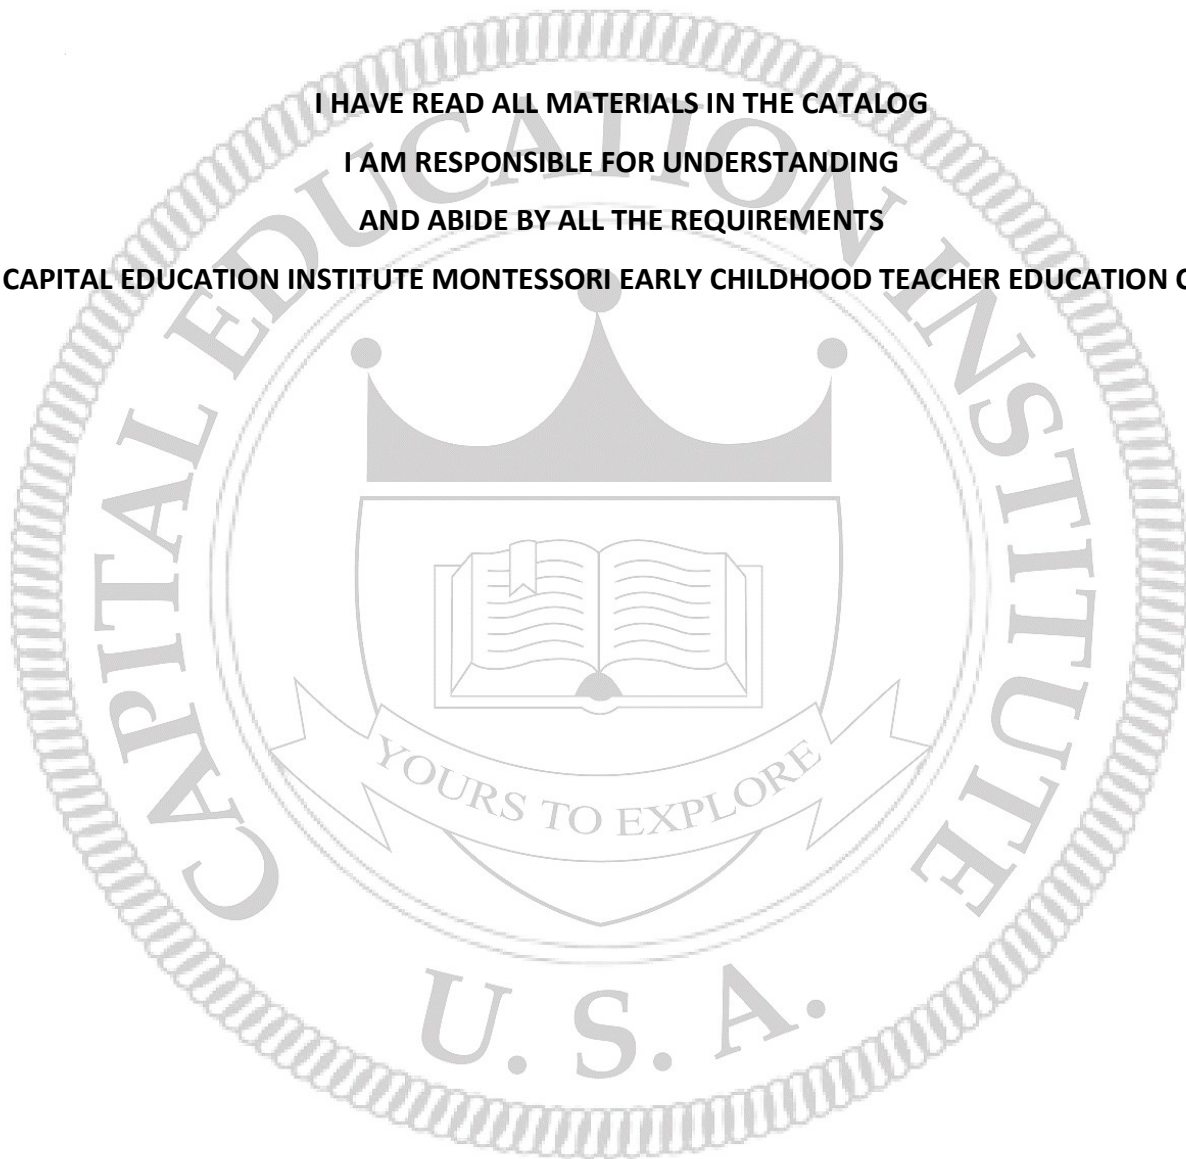 I HAVE READ ALL MATERIALS IN THE CATALOG
I AM RESPONSIBLE FOR UNDERSTANDING
AND ABIDE BY ALL THE REQUIREMENTS
CAPITAL EDUCATION INSTITUTE MONTESSORI EARLY CHILDHOOD TEACHER EDUCATION
CAPITAL EDUCATION INSTITUTE
YOURS TO EXPLORE
U. S. A.